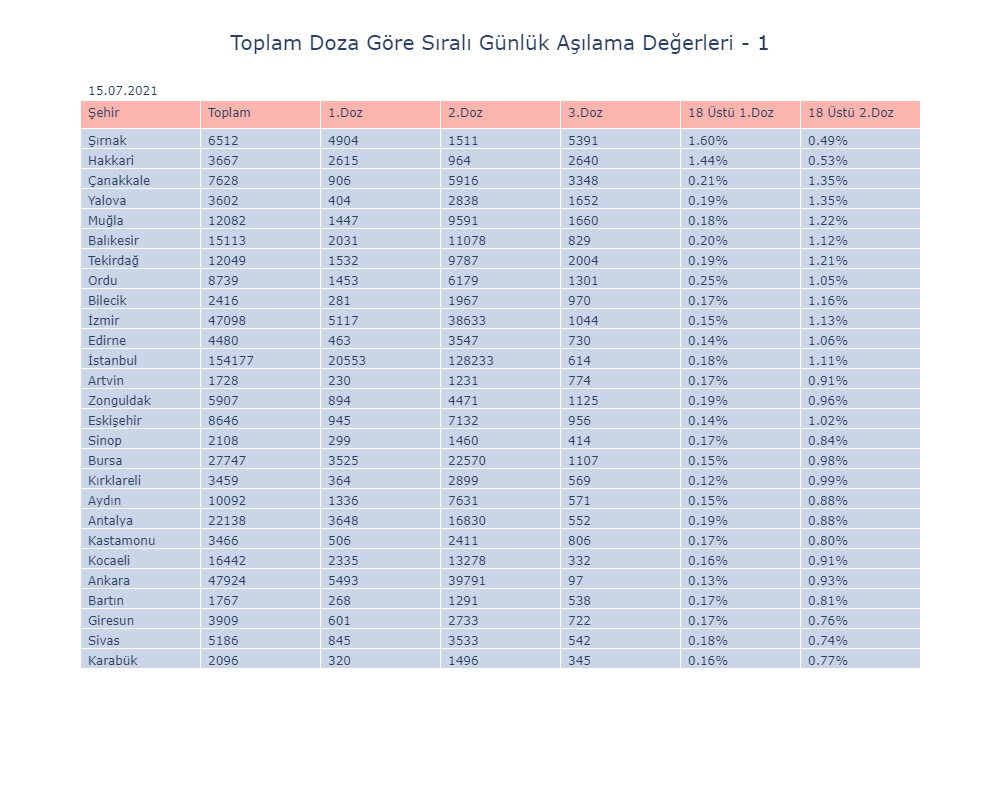 Toplam Doza Göre Sıralı Günlük Aşılama Değerleri - 1
15.07.2021
Şehir Toplam 1.Doz 2.Doz 3.Doz 18 Üstü 1.Doz 18 Üstü 2.Doz
Şırnak 6512 4904 1511 5391 1.60% 0.49%
Hakkari 3667 2615 964 2640 1.44% 0.53%
Çanakkale 7628 906 5916 3348 0.21% 1.35%
Yalova 3602 404 2838 1652 0.19% 1.35%
Muğla 12082 1447 9591 1660 0.18% 1.22%
Balıkesir 15113 2031 11078 829 0.20% 1.12%
Tekirdağ 12049 1532 9787 2004 0.19% 1.21%
Ordu 8739 1453 6179 1301 0.25% 1.05%
Bilecik 2416 281 1967 970 0.17% 1.16%
İzmir 47098 5117 38633 1044 0.15% 1.13%
Edirne 4480 463 3547 730 0.14% 1.06%
İstanbul 154177 20553 128233 614 0.18% 1.11%
Artvin 1728 230 1231 774 0.17% 0.91%
Zonguldak 5907 894 4471 1125 0.19% 0.96%
Eskişehir 8646 945 7132 956 0.14% 1.02%
Sinop 2108 299 1460 414 0.17% 0.84%
Bursa 27747 3525 22570 1107 0.15% 0.98%
Kırklareli 3459 364 2899 569 0.12% 0.99%
Aydın 10092 1336 7631 571 0.15% 0.88%
Antalya 22138 3648 16830 552 0.19% 0.88%
Kastamonu 3466 506 2411 806 0.17% 0.80%
Kocaeli 16442 2335 13278 332 0.16% 0.91%
Ankara 47924 5493 39791 97 0.13% 0.93%
Bartın 1767 268 1291 538 0.17% 0.81%
Giresun 3909 601 2733 722 0.17% 0.76%
Sivas 5186 845 3533 542 0.18% 0.74%
Karabük 2096 320 1496 345 0.16% 0.77%